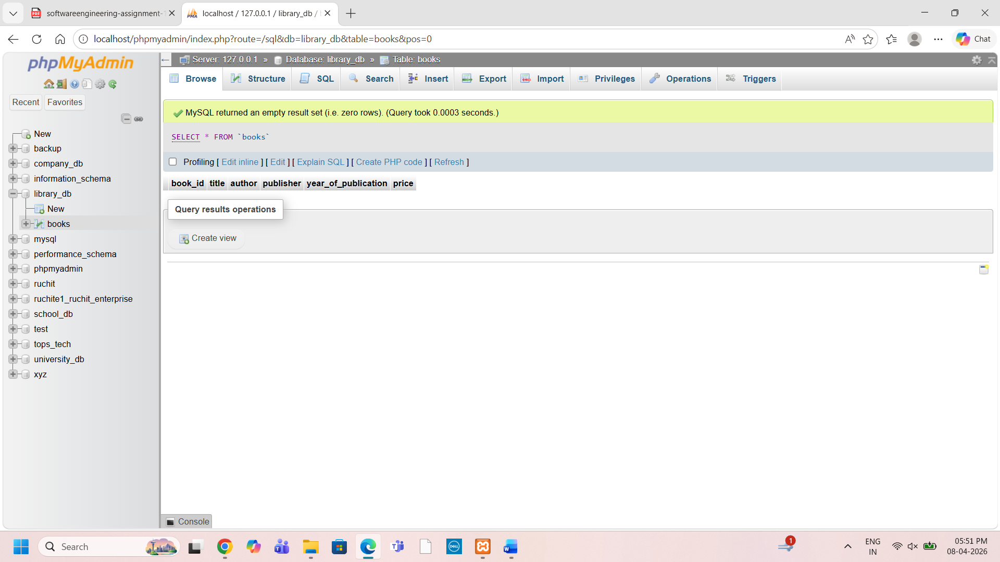 softwareengineering-assignment-1
localhost / 127.0.0.1 / library_db /
localhost/phpmyadmin/index.php?route=/sql&db=library_db&table=books&pos=0
Chat
phpMyAdmin
Recent
Favorites
New
backup
company_db
information_schema
library_db
New
books
mysql
performance_schema
phpmyadmin
ruchit
ruchite1_ruchit_enterprise
school_db
test
tops_tech
university_db
xyz
Server: 127.0.0.1 » Database: library_db » Table: books
Browse Structure SQL Search Insert Export Import Privileges Operations Triggers
MySQL returned an empty result set (i.e. zero rows). (Query took 0.0003 seconds.)
SELECT * FROM `books`
Profiling [ Edit inline ] [ Edit ] [ Explain SQL ] [ Create PHP code ] [ Refresh ]
book_id title author publisher year_of_publication price
Query results operations
Create view
Console
Search
1
ENG
IN
05:51 PM
08-04-2026